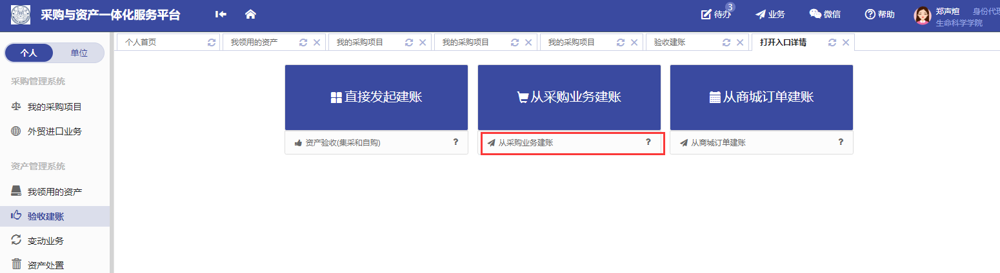 采购与资产一体化服务平台
待办 3
业务
微信
帮助
郑声煊 身份代理
生命科学学院
个人 单位
个人首页
我领用的资产
我的采购项目
我的采购项目
我的采购项目
验收建账
打开入口详情
采购管理系统
我的采购项目
外贸进口业务
资产管理系统
我领用的资产
验收建账
变动业务
资产处置
直接发起建账
资产验收(集采和自购) ?
从采购业务建账
从采购业务建账 ?
从商城订单建账
从商城订单建账 ?